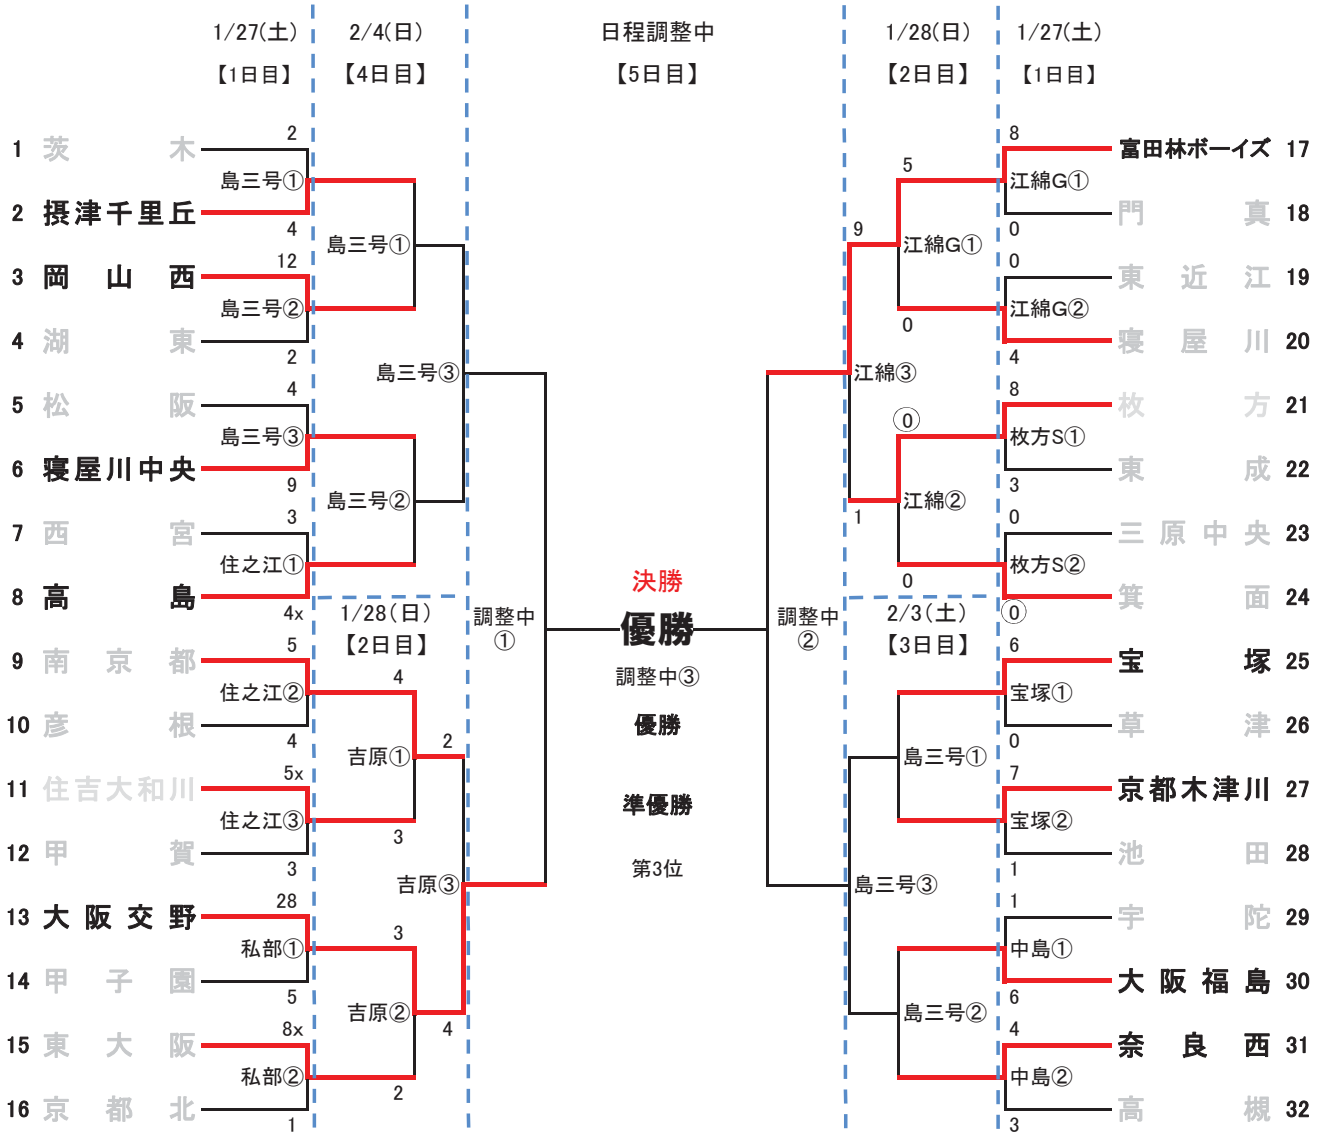 1/27(土) 2/4(日) 日程調整中 1/28(日) 1/27(土)
【1日目】 【4日目】 【5日目】 【2日目】 【1日目】
1 茨木 2
島三号①
2 摂津千里丘 4
島三号①
3 岡山西 12
島三号②
4 湖東 2
島三号③
5 松阪 4
島三号③
6 寝屋川中央 9
島三号②
7 西宮 3
住之江①
8 高島 4x
1/28(日)
【2日目】
調整中
①
9 南京都 5
住之江② 4
10 彦根 4
吉原① 2
11 住吉大和川 5x
住之江③ 3
12 甲賀 3
吉原③
13 大阪交野 28
私部① 3
14 甲子園 5
吉原② 4
15 東大阪 8x
私部② 2
16 京都北 1
決勝
優勝
調整中③
優勝
準優勝
第3位
8 富田林ボーイズ 17
5 江綿G①
0 門真 18
9 江綿G①
0 東近江 19
0 江綿G②
4 寝屋川 20
江綿③
8 枚方 21
⓪ 枚方S①
3 東成 22
1 江綿②
0 三原中央 23
0 枚方S②
⓪ 箕面 24
調整中
②
2/3(土)
【3日目】
6 宝塚 25
宝塚①
0 草津 26
島三号①
7 京都木津川 27
宝塚②
1 池田 28
島三号③
1 宇陀 29
中島①
6 大阪福島 30
島三号②
4 奈良西 31
中島②
3 高槻 32